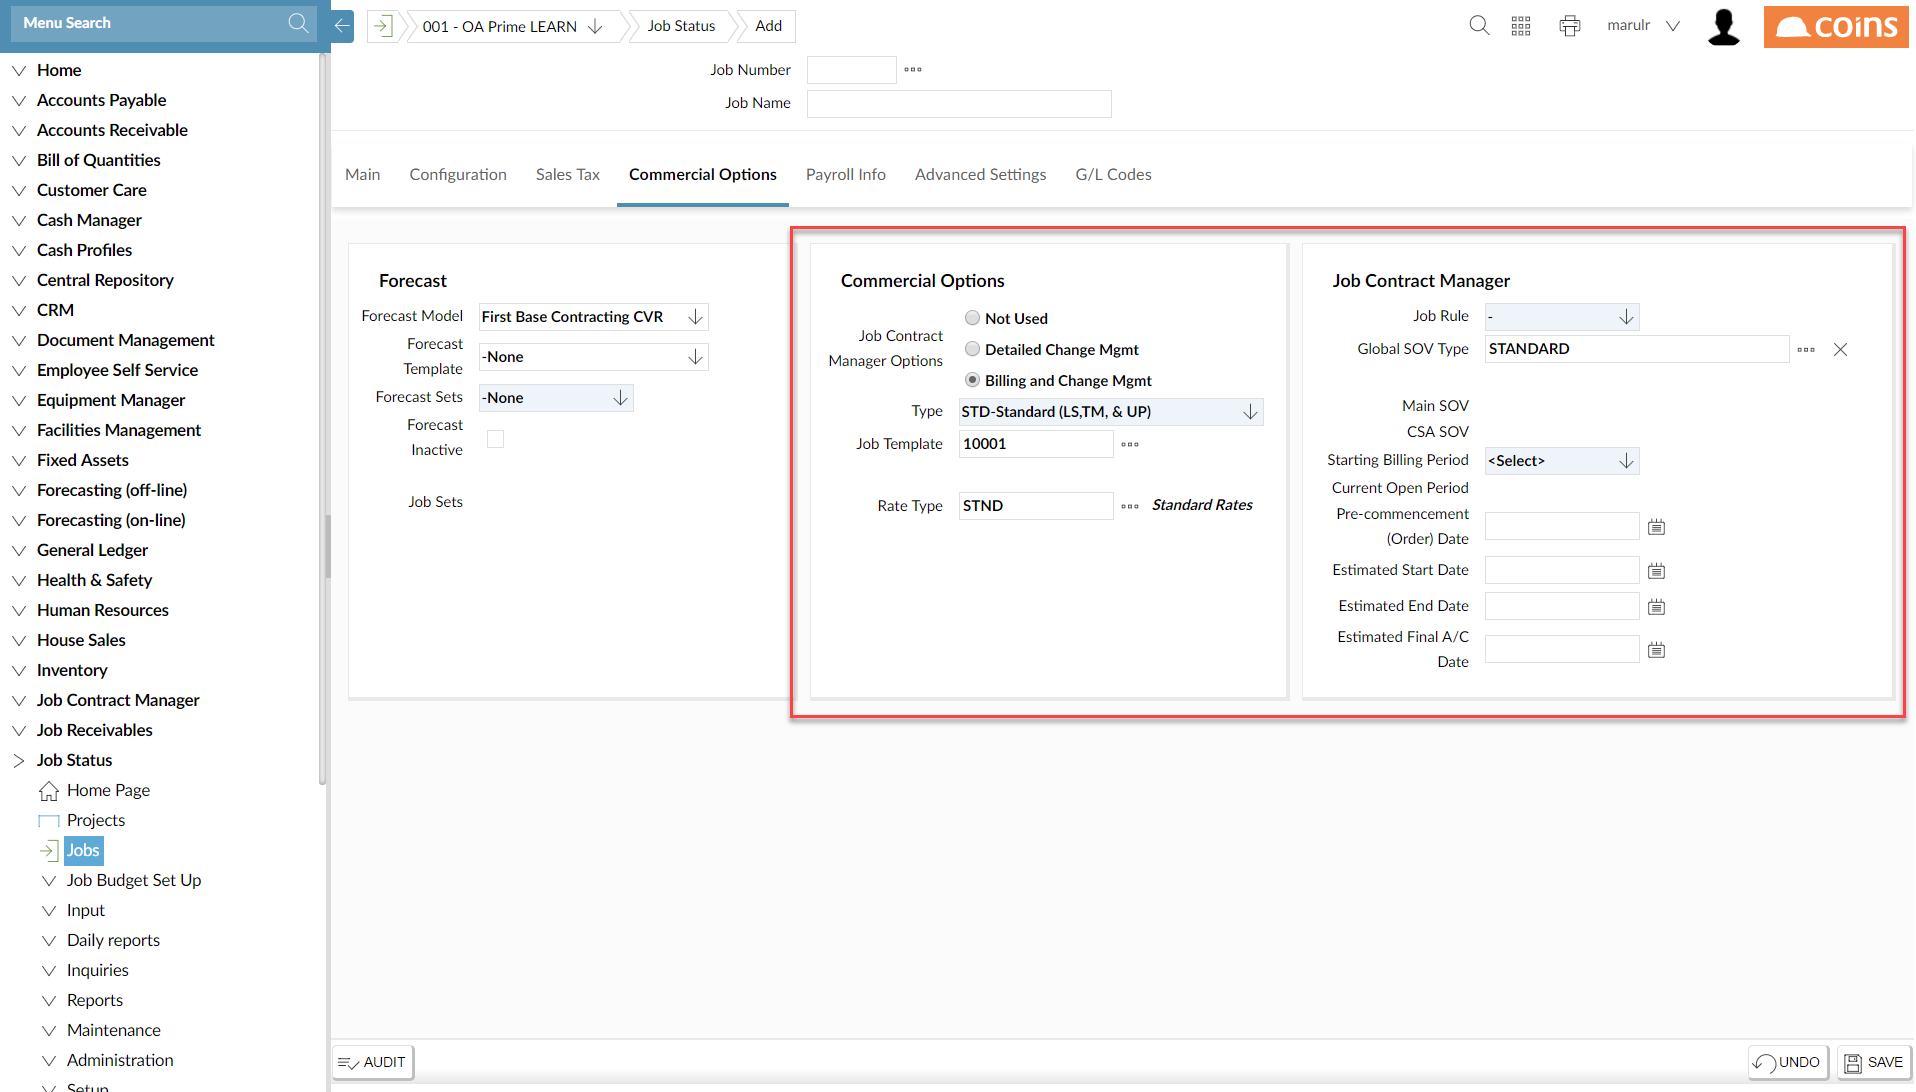 Menu Search
001 - OA Prime LEARN
Job Status
Add
marulr
coins
Home
Accounts Payable
Accounts Receivable
Bill of Quantities
Customer Care
Cash Manager
Cash Profiles
Central Repository
CRM
Document Management
Employee Self Service
Equipment Manager
Facilities Management
Fixed Assets
Forecasting (off-line)
Forecasting (on-line)
General Ledger
Health & Safety
Human Resources
House Sales
Inventory
Job Contract Manager
Job Receivables
Job Status
Home Page
Projects
Jobs
Job Budget Set Up
Input
Daily reports
Inquiries
Reports
Maintenance
Administration
Setup
Job Number
Job Name
Main
Configuration
Sales Tax
Commercial Options
Payroll Info
Advanced Settings
G/L Codes
Forecast
Forecast Model
First Base Contracting CVR
Forecast
Template
-None
Forecast Sets
-None
Forecast
Inactive
Job Sets
Commercial Options
Job Contract
Manager Options
Not Used
Detailed Change Mgmt
Billing and Change Mgmt
Type
STD-Standard (LS,TM, & UP)
Job Template
10001
Rate Type
STND
Standard Rates
Job Contract Manager
Job Rule
-
Global SOV Type
STANDARD
Main SOV
CSA SOV
Starting Billing Period
<Select>
Current Open Period
Pre-commencement
(Order) Date
Estimated Start Date
Estimated End Date
Estimated Final A/C
Date
AUDIT
UNDO
SAVE